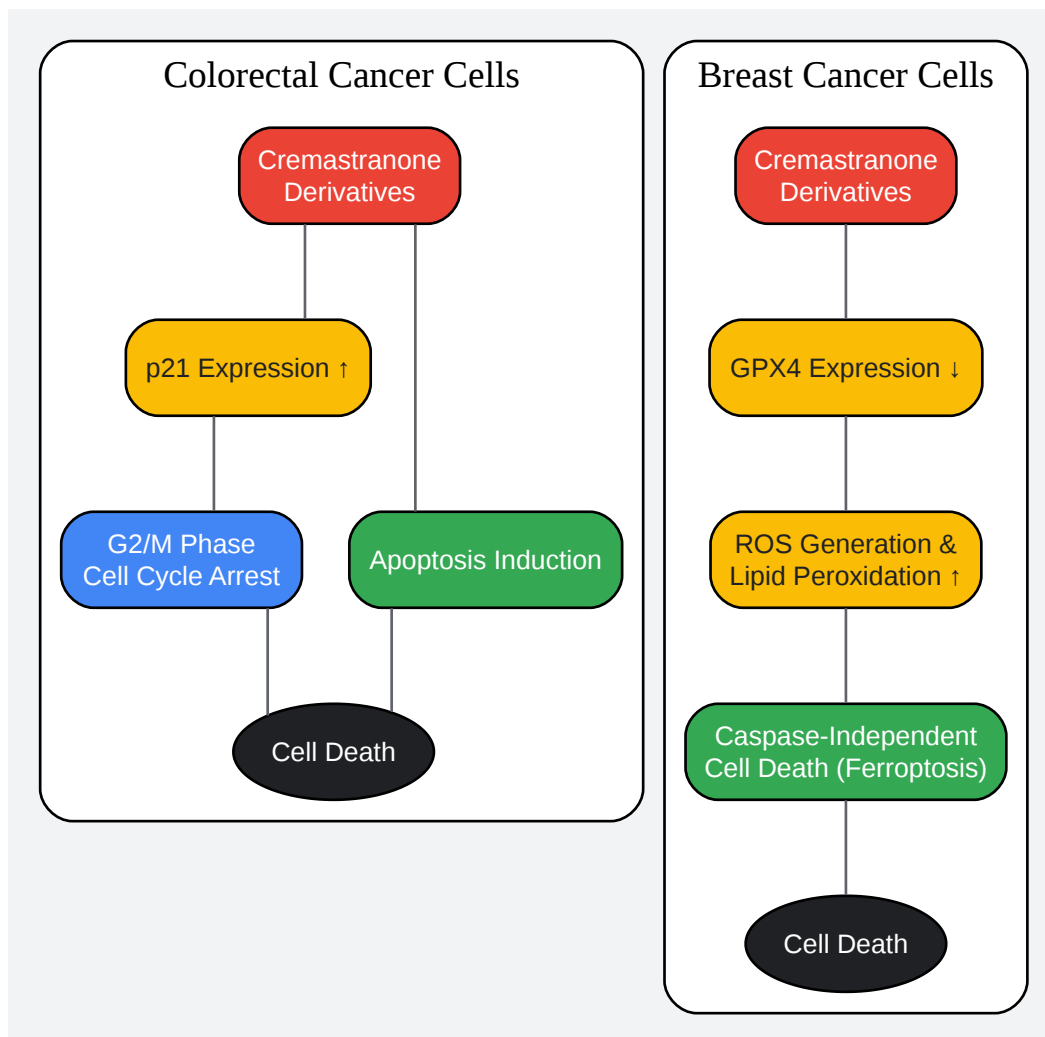 Colorectal Cancer Cells
Cremastranone
Derivatives
p21 Expression ↑
G2/M Phase
Cell Cycle Arrest
Apoptosis Induction
Cell Death
Breast Cancer Cells
Cremastranone
Derivatives
GPX4 Expression ↓
ROS Generation &
Lipid Peroxidation ↑
Caspase-Independent
Cell Death (Ferroptosis)
Cell Death